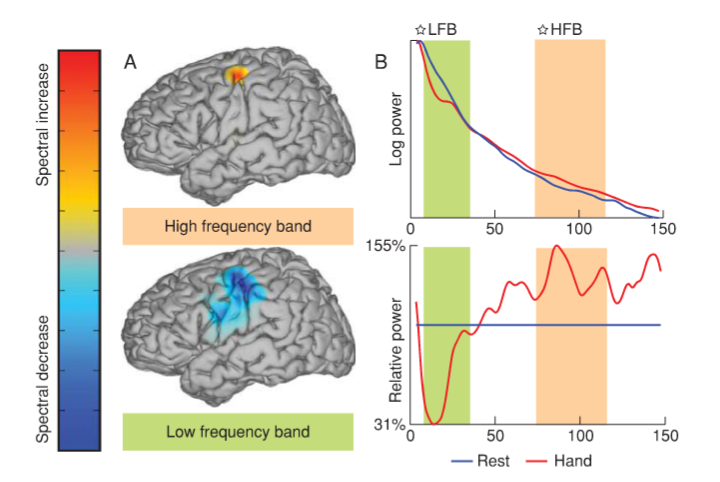 Spectral increase
Spectral decrease
A
High frequency band
Low frequency band
B
☆LFB
☆HFB
Log power
0
50
100
150
155%
Relative power
31%
0
50
100
150
Rest
Hand